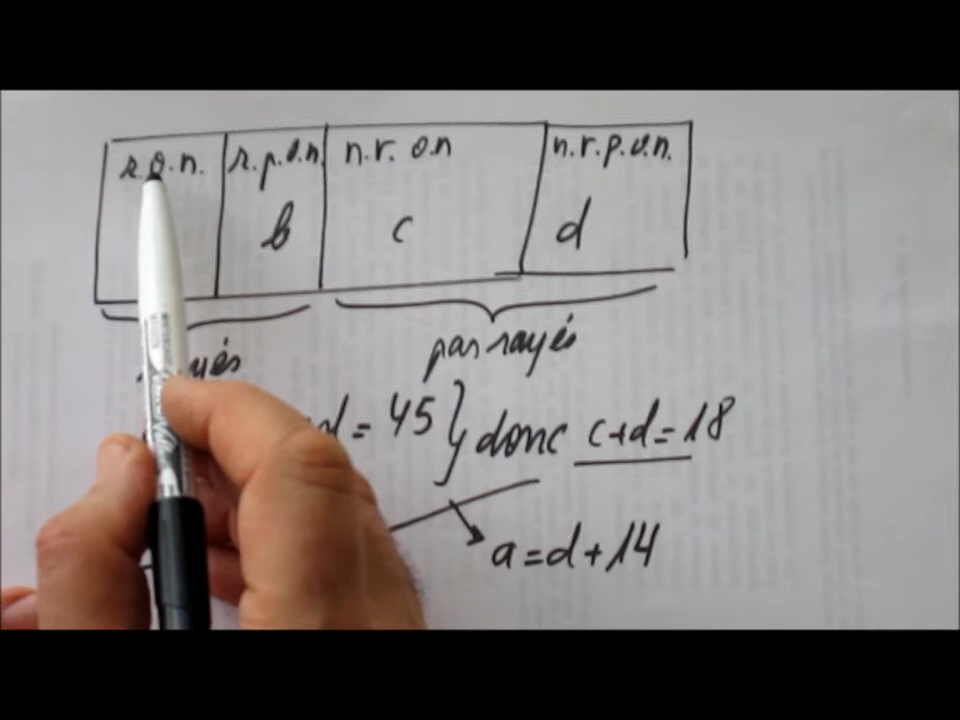 r.o.n. r.p.o.n. n.r. o.n n.r.p.o.n.
b c d
pas rayés
d = 45 } donc c+d=18
a=d+14